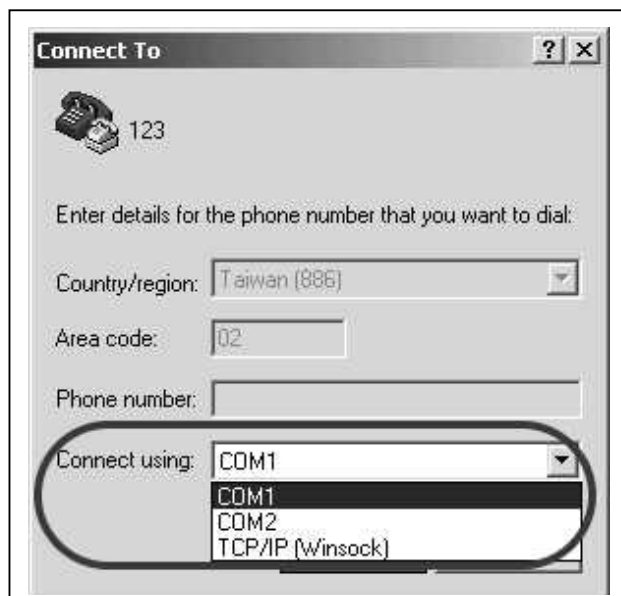 Connect To
123
Enter details for the phone number that you want to dial:
Country/region: Taiwan (886)
Area code: 02
Phone number:
Connect using: COM1
COM1
COM2
TCP/IP (Winsock)